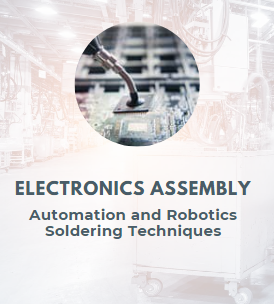 ELECTRONICS ASSEMBLY
Automation and Robotics
Soldering Techniques